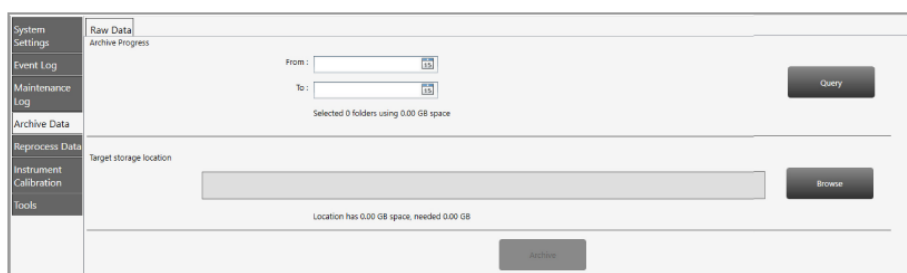 System
Settings
Event Log
Maintenance
Log
Archive Data
Reprocess Data
Instrument
Calibration
Tools
Raw Data
Archive Progress
From :
15
To :
15
Query
Selected 0 folders using 0.00 GB space
Target storage location
Browse
Location has 0.00 GB space, needed 0.00 GB
Archive